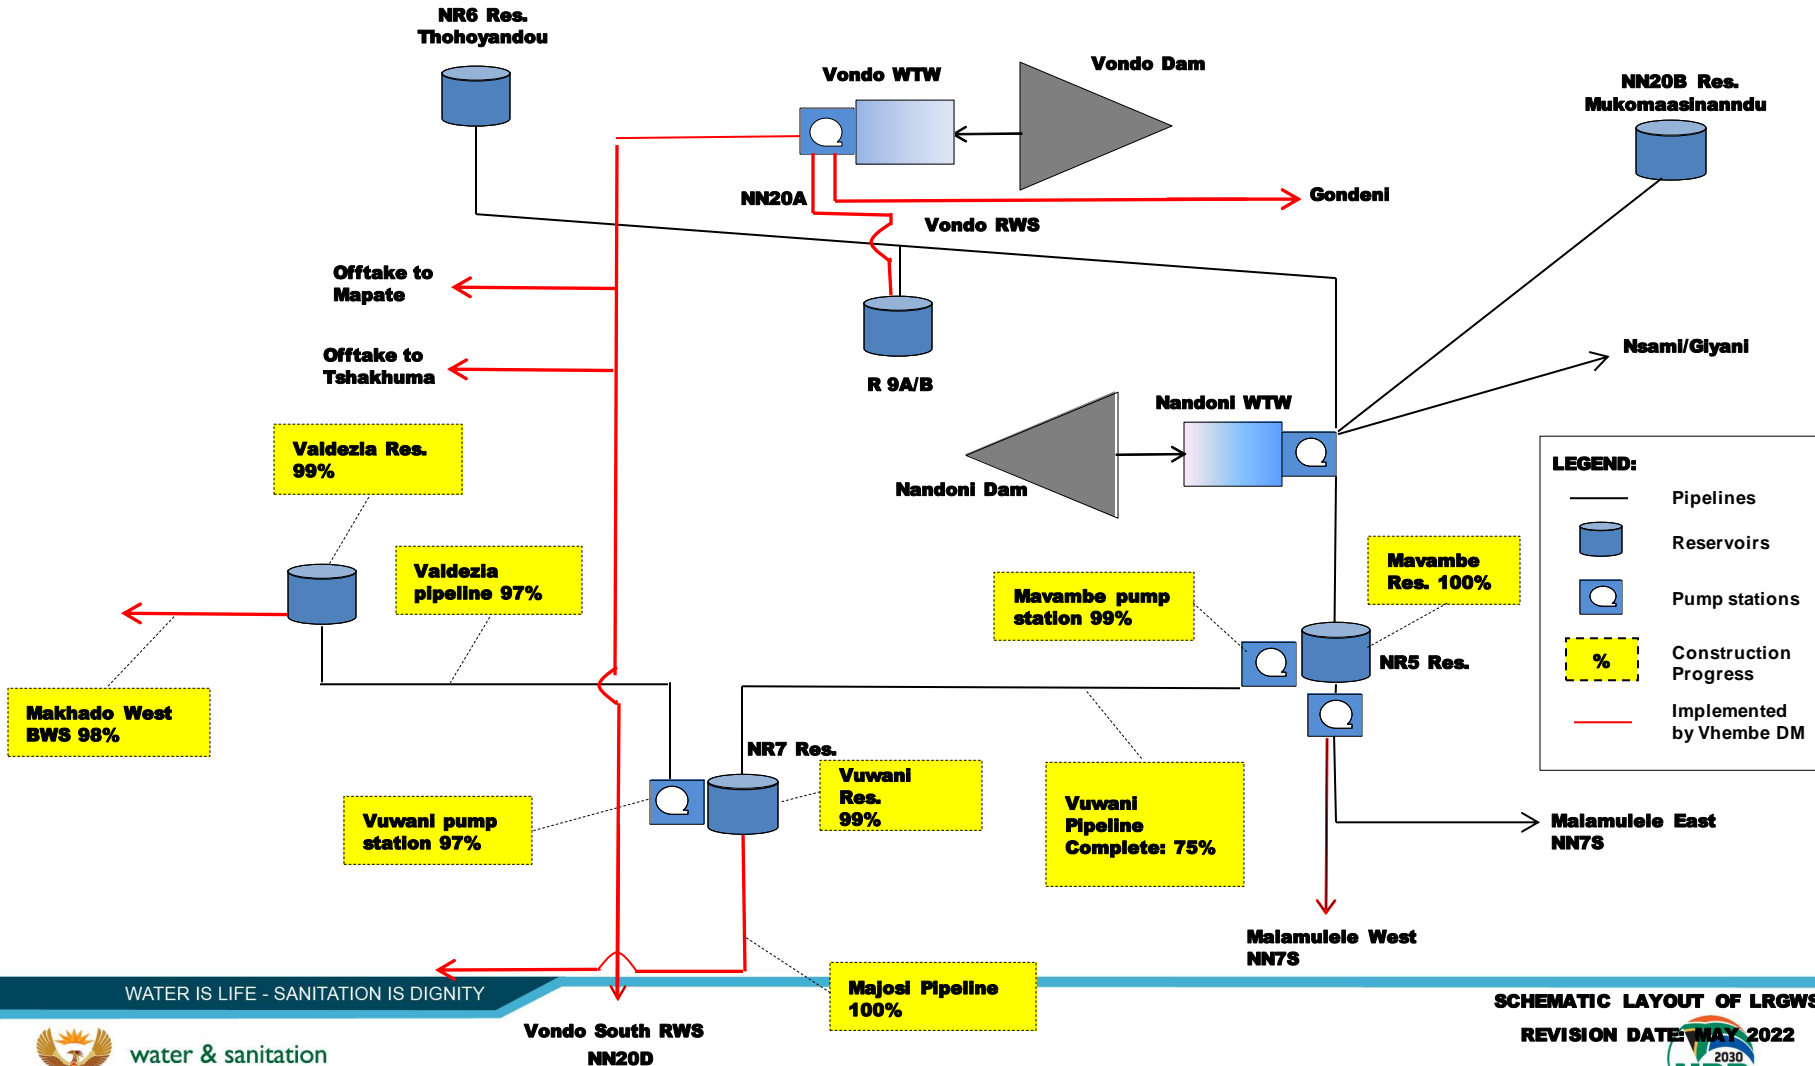 NR6 Res.
Thohoyandou
Vondo WTW
Vondo Dam
NN20B Res.
Mukomaasinanndu
NN20A
Gondeni
Vondo RWS
Offtake to
Mapate
Offtake to
Tshakhuma
R 9A/B
Nsami/Giyani
Nandoni WTW
Nandoni Dam
Valdezia Res.
99%
Valdezia
pipeline 97%
LEGEND:
Pipelines
Reservoirs
Pump stations
%
Construction
Progress
Implemented
by Vhembe DM
Mavambe
Res. 100%
Mavambe pump
station 99%
NR5 Res.
Makhado West
BWS 98%
NR7 Res.
Vuwani
Res.
99%
Vuwani pump
station 97%
Vuwani
Pipeline
Complete: 75%
Malamulele East
NN7S
Malamulele West
NN7S
Majosi Pipeline
100%
WATER IS LIFE - SANITATION IS DIGNITY
Vondo South RWS
NN20D
SCHEMATIC LAYOUT OF LRGWS
REVISION DATE: MAY 2022
water & sanitation
2030